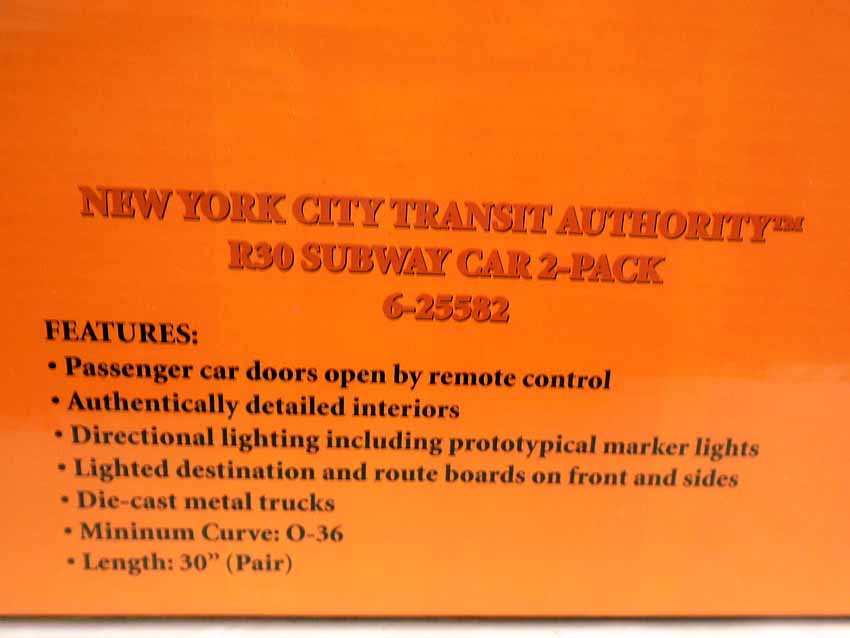 NEW YORK CITY TRANSIT AUTHORITY™
R30 SUBWAY CAR 2-PACK
6-25582
FEATURES:
• Passenger car doors open by remote control
• Authentically detailed interiors
• Directional lighting including prototypical marker lights
• Lighted destination and route boards on front and sides
• Die-cast metal trucks
• Mininum Curve: O-36
• Length: 30” (Pair)